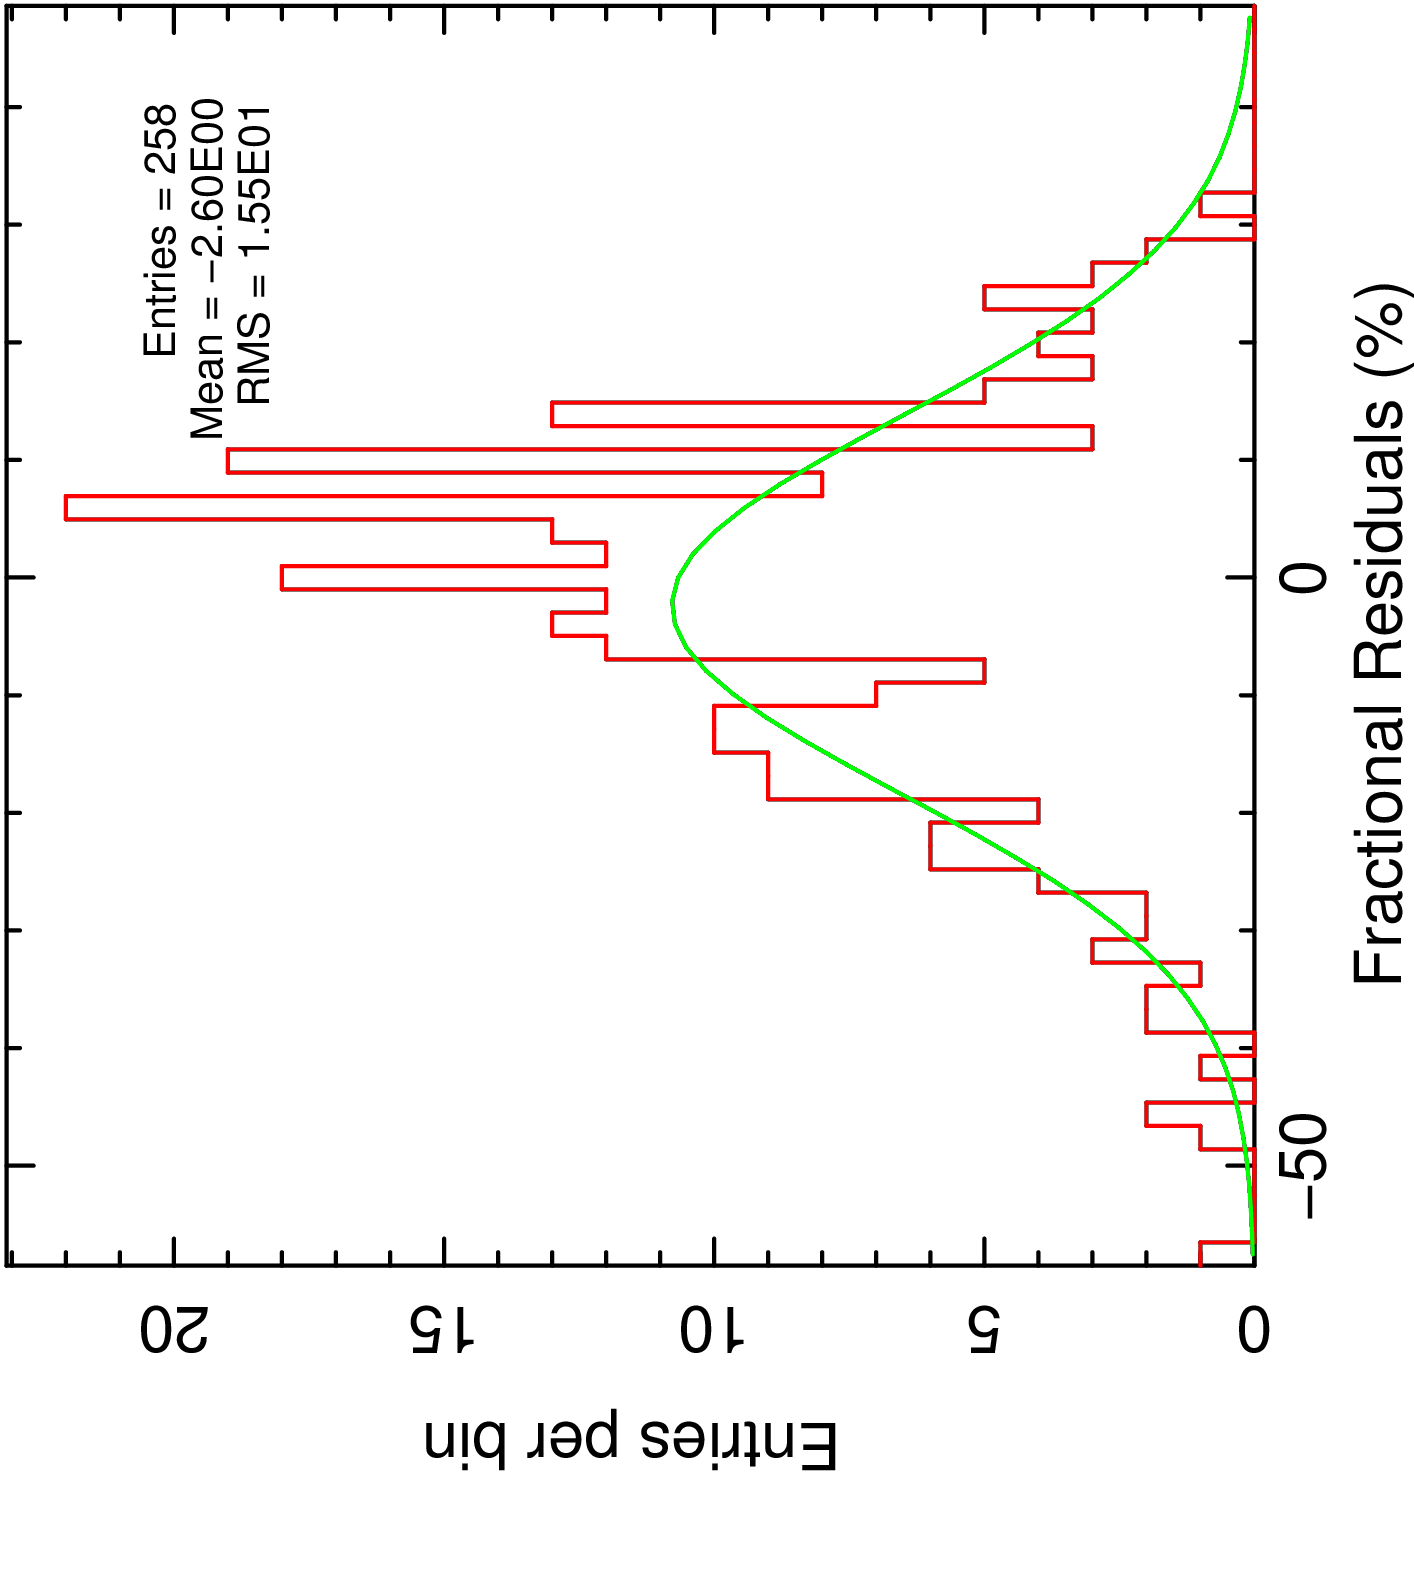 Entries = 258
Mean = −2.60E00
RMS = 1.55E01
20
15
10
5
0
Entries per bin
−50
0
Fractional Residuals (%)